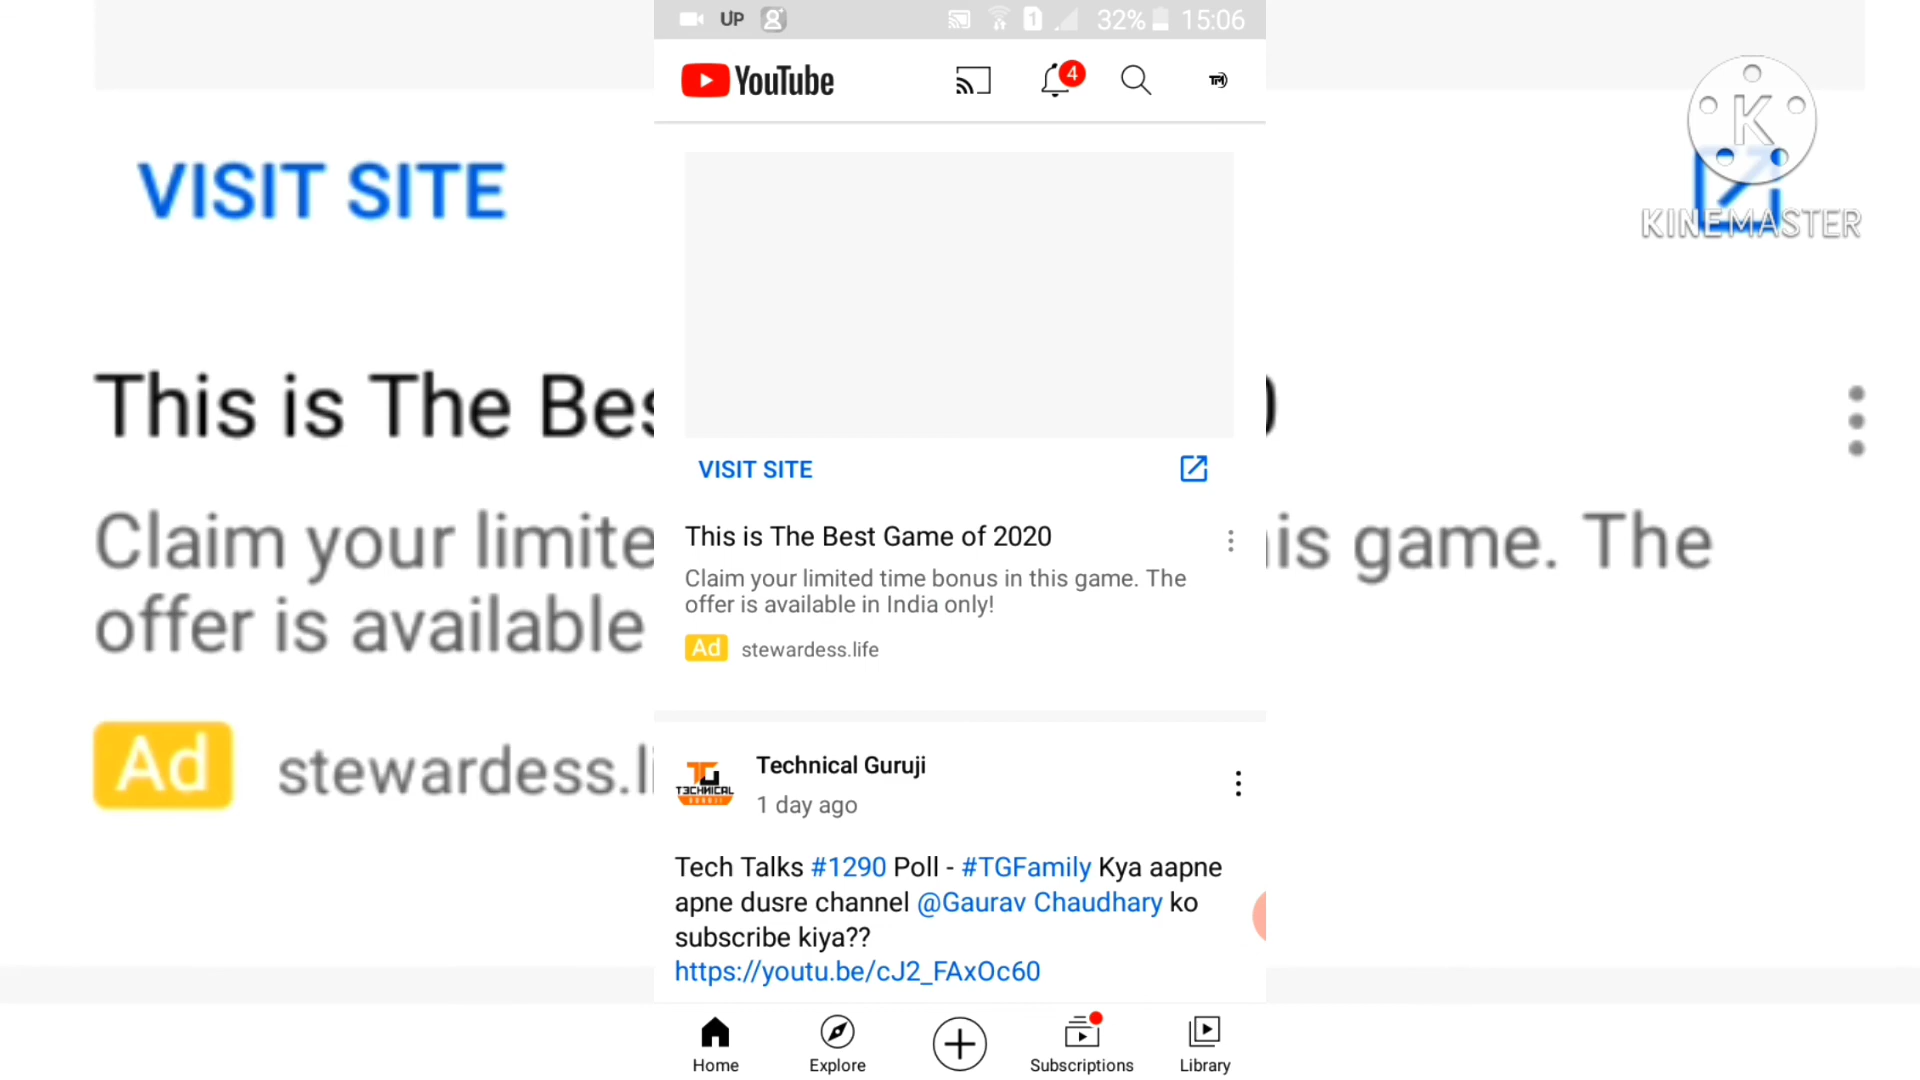 UP
1
32%
15:06
YouTube
4
VISIT SITE
KINEMASTER
VISIT SITE
This is The Bes
This is The Best Game of 2020
Claim your limite
Claim your limited time bonus in this game. The
is game. The
offer is available
offer is available in India only!
Ad
stewardess.life
Ad
stewardess.li
Technical Guruji
1 day ago
Tech Talks #1290 Poll - #TGFamily Kya aapne
apne dusre channel @Gaurav Chaudhary ko
subscribe kiya??
https://youtu.be/cJ2_FAxOc60
Home
Explore
Subscriptions
Library